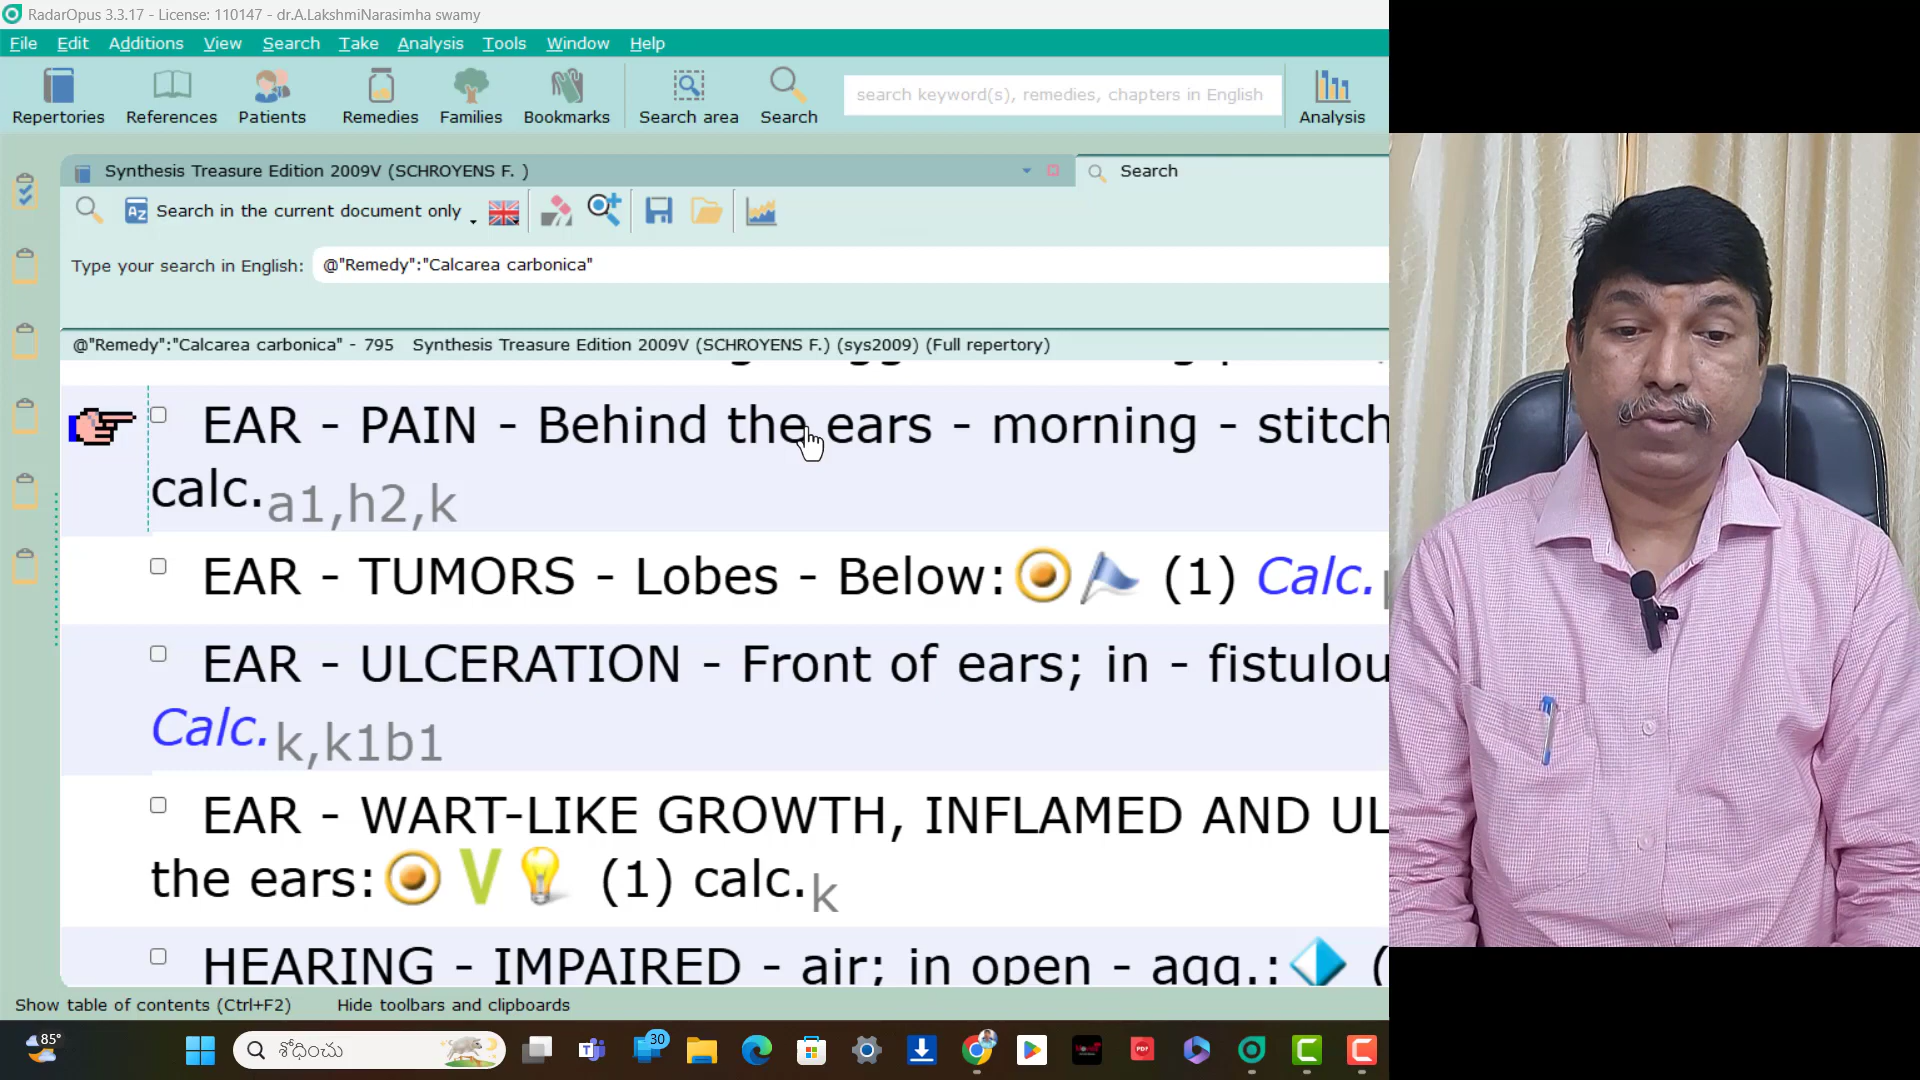 RadarOpus 3.3.17 - License: 110147 - dr.A.LakshmiNarasimha swamy
File Edit Additions View Search Take Analysis Tools Window Help
Repertories References Patients Remedies Families Bookmarks Search area Search search keyword(s), remedies, chapters in English Analysis
Synthesis Treasure Edition 2009V (SCHROYENS F. ) Search
AZ Search in the current document only
Type your search in English: @"Remedy":"Calcarea carbonica"
@"Remedy":"Calcarea carbonica" - 795 Synthesis Treasure Edition 2009V (SCHROYENS F.) (sys2009) (Full repertory)
EAR - PAIN - Behind the ears - morning - stitch
calc.a1,h2,k
EAR - TUMORS - Lobes - Below: (1) Calc.
EAR - ULCERATION - Front of ears; in - fistulou
Calc.k,k1b1
EAR - WART-LIKE GROWTH, INFLAMED AND UL
the ears: V (1) calc.k
HEARING - IMPAIRED - air; in open - agg.: (
Show table of contents (Ctrl+F2) Hide toolbars and clipboards
85° శోధించు 30 PDF